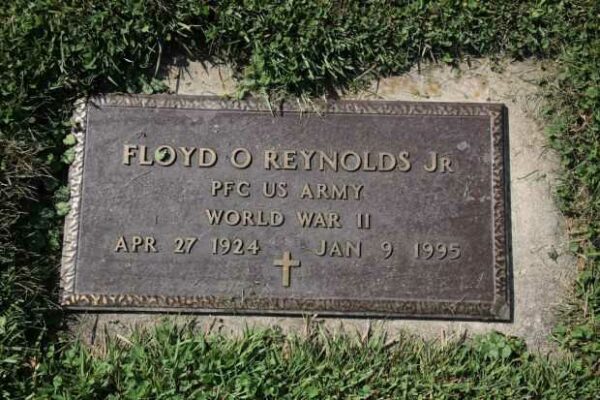 FLOYD O REYNOLDS JR
PFC US ARMY
WORLD WAR II
APR 27 1924 JAN 9 1995